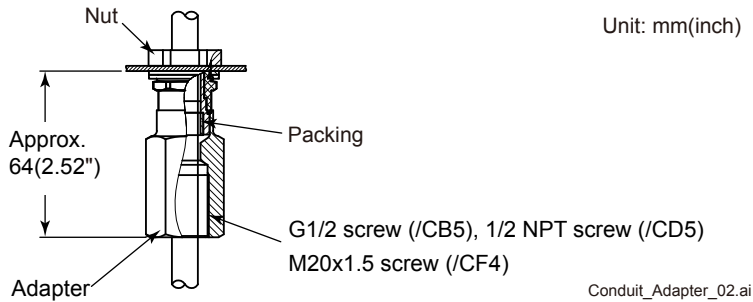 Nut
Unit: mm(inch)
Approx.
64(2.52")
Packing
G1/2 screw (/CB5), 1/2 NPT screw (/CD5)
M20x1.5 screw (/CF4)
Adapter
Conduit_Adapter_02.ai